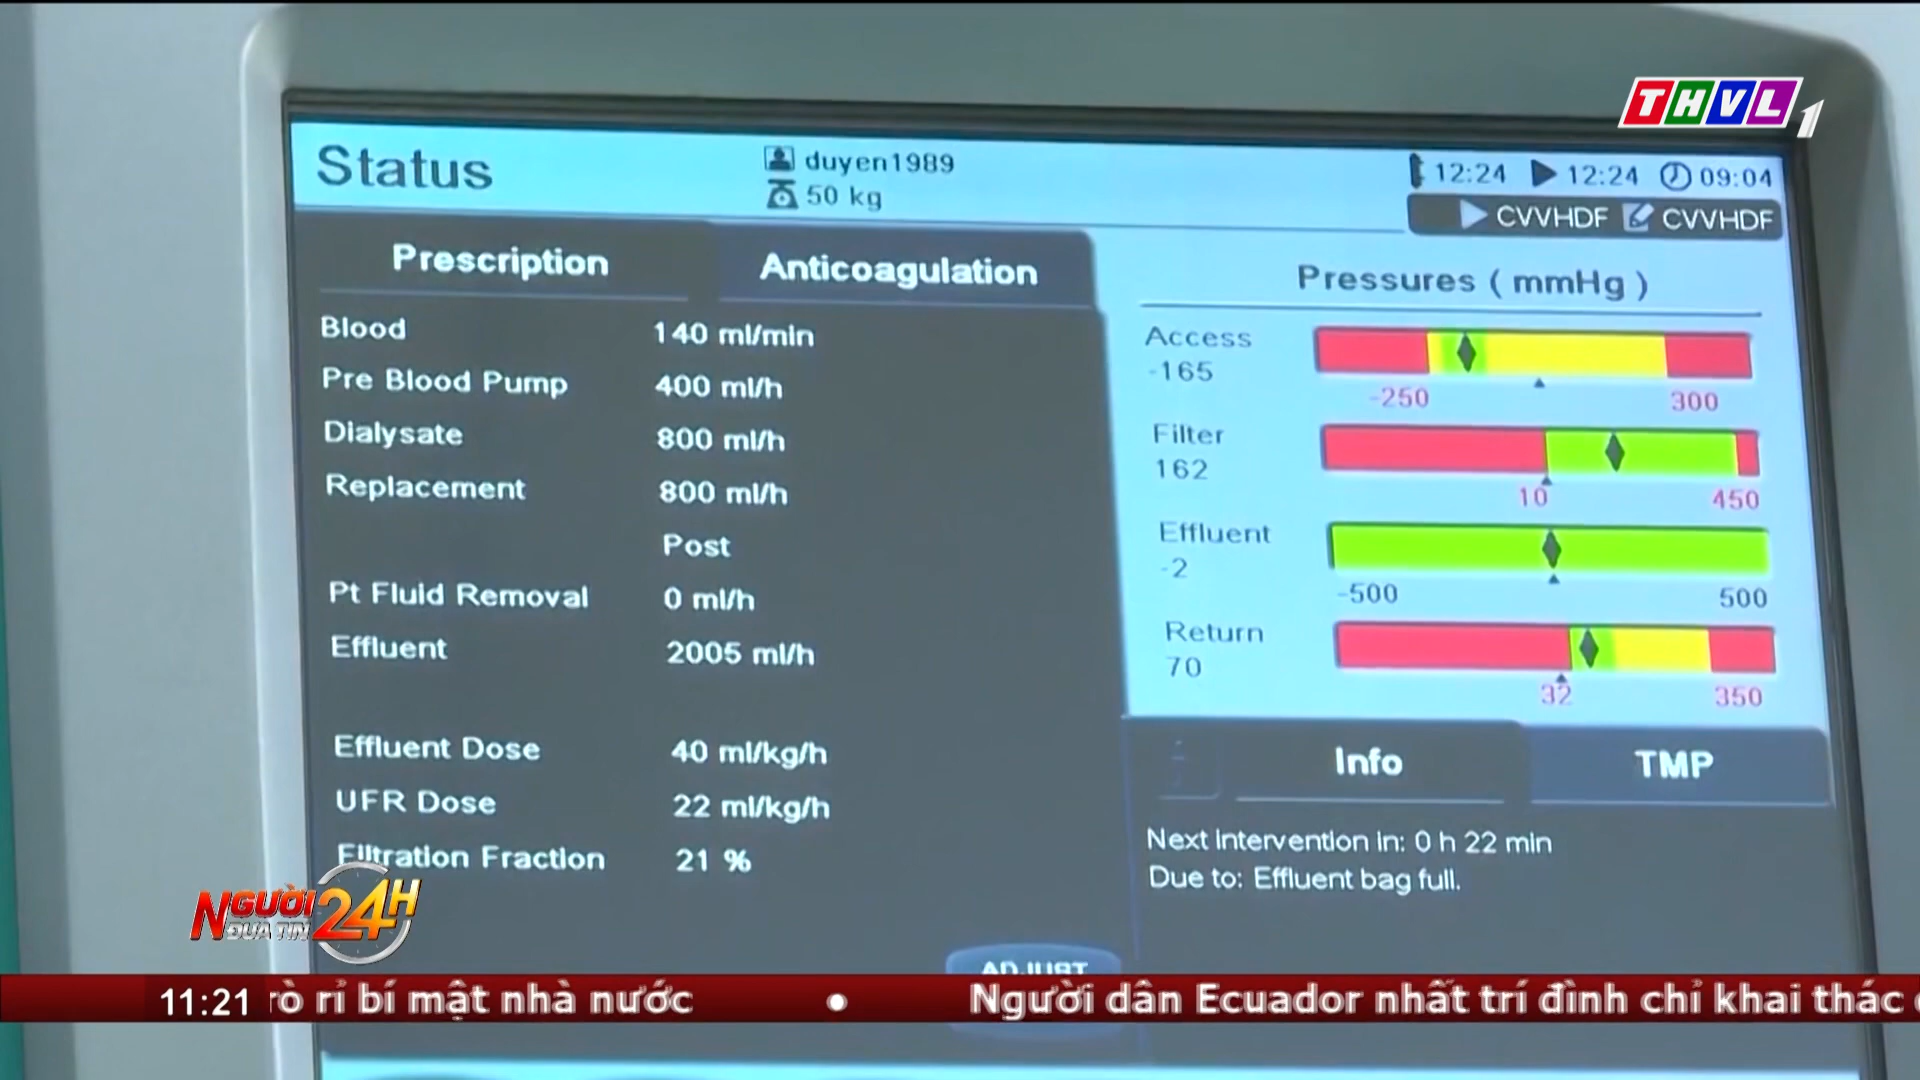 THVL1
Status
duyen1989
50 kg
12:24 12:24 09:04
CVVHDF CVVHDF
Prescription
Anticoagulation
Blood 140 ml/min
Pre Blood Pump 400 ml/h
Dialysate 800 ml/h
Replacement 800 ml/h
Post
Pt Fluid Removal 0 ml/h
Effluent 2005 ml/h
Effluent Dose 40 ml/kg/h
UFR Dose 22 ml/kg/h
Filtration Fraction 21 %
Pressures ( mmHg )
Access
-165
-250 300
Filter
162
10 450
Effluent
-2
-500 500
Return
70
32 350
Info
TMP
Next Intervention in: 0 h 22 min
Due to: Effluent bag full.
ADJUST
NGƯỜI
ĐƯA TIN
24H
11:21 rò rỉ bí mật nhà nước • Người dân Ecuador nhất trí đình chỉ khai thác